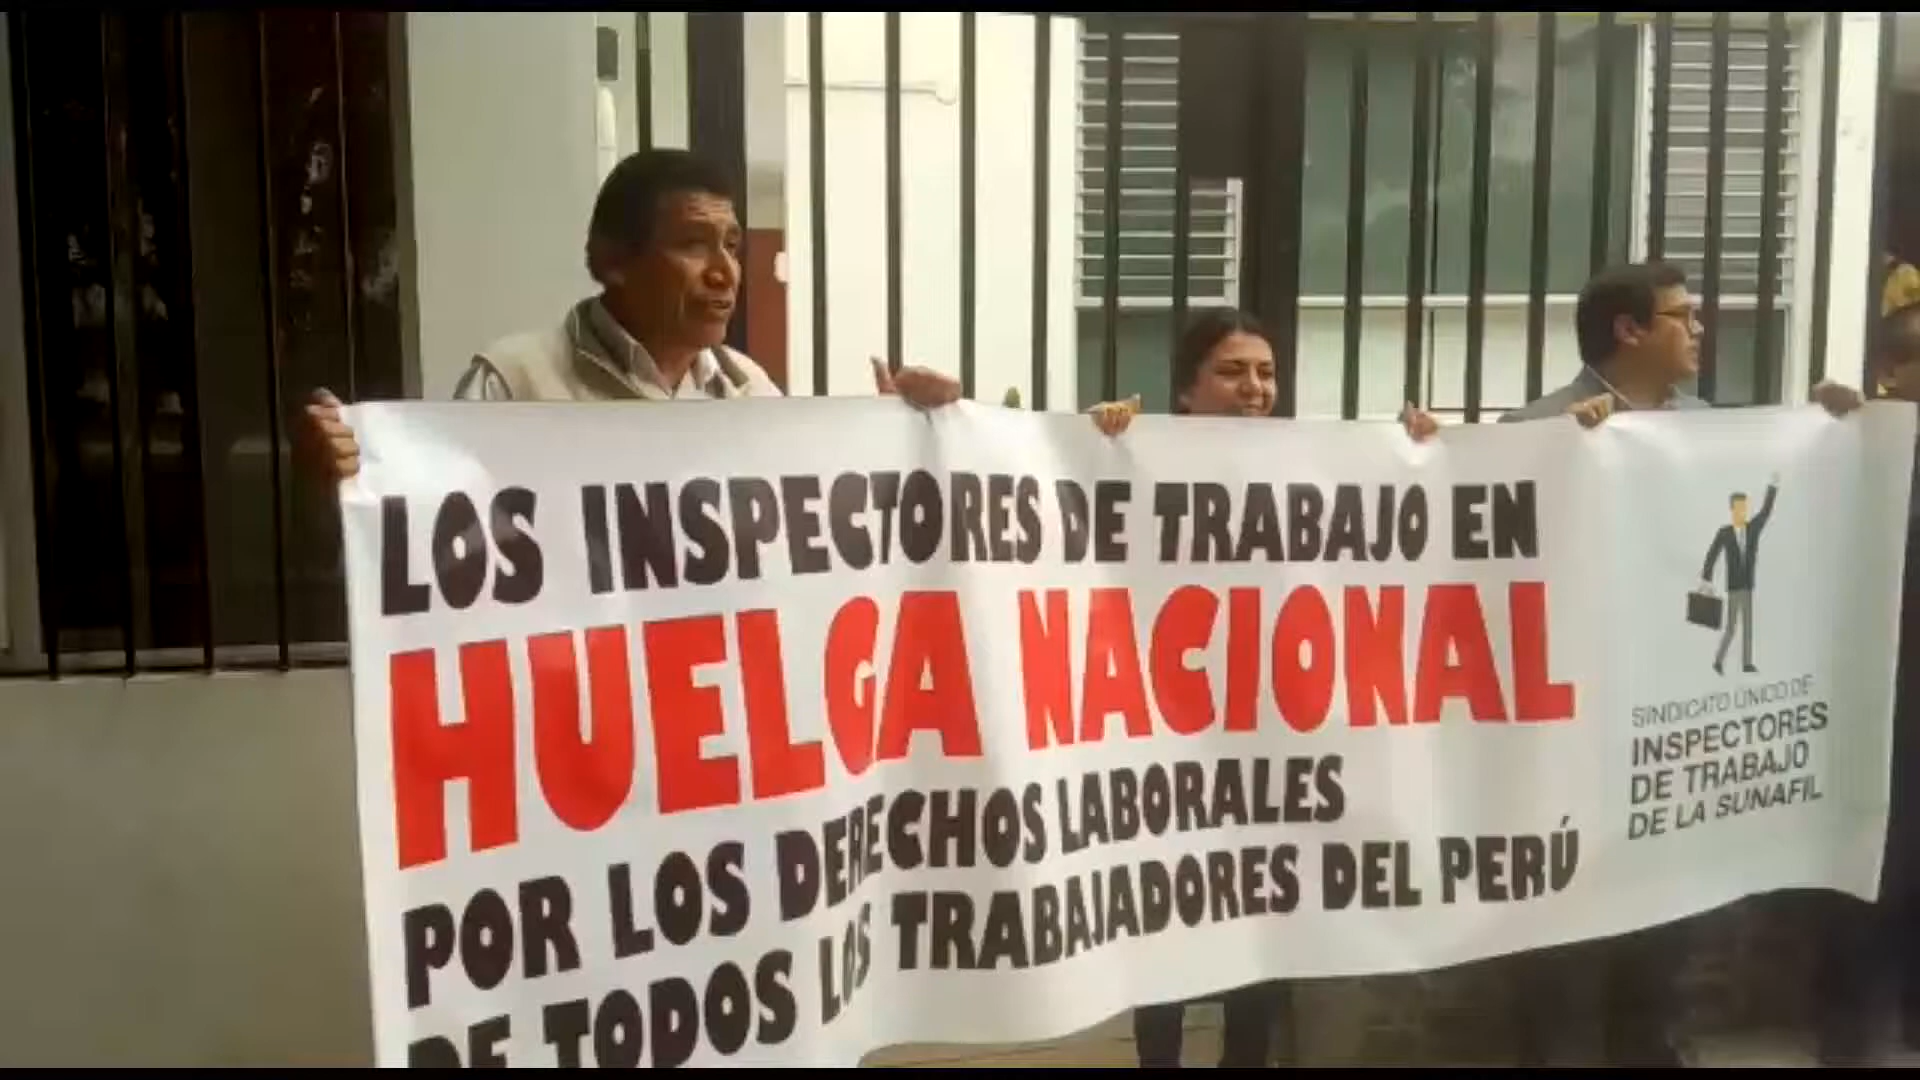 LOS INSPECTORES DE TRABAJO EN
HUELGA NACIONAL
POR LOS DERECHOS LABORALES
DE TODOS LOS TRABAJADORES DEL PERÚ
SINDICATO ÚNICO DE
INSPECTORES
DE TRABAJO
DE LA SUNAFIL